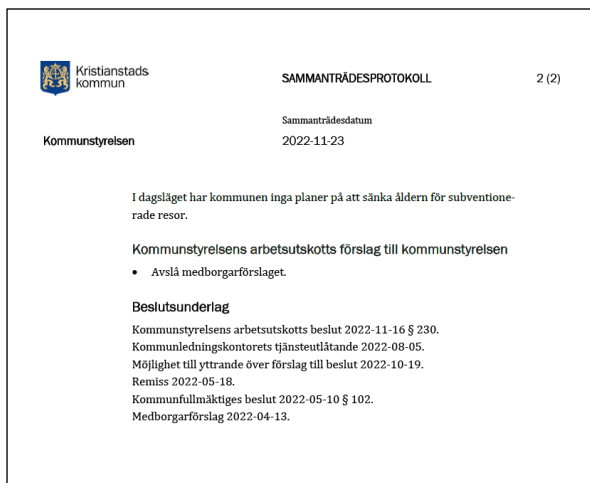 Kristianstads
kommun
SAMMANTRÄDESPROTOKOLL
2 (2)
Sammanträdesdatum
Kommunstyrelsen
2022-11-23
I dagsläget har kommunen inga planer på att sänka åldern för subventione-
rade resor.
Kommunstyrelsens arbetsutskotts förslag till kommunstyrelsen
• Avslå medborgarförslaget.
Beslutsunderlag
Kommunstyrelsens arbetsutskotts beslut 2022-11-16 § 230.
Kommunledningskontorets tjänsteutlåtande 2022-08-05.
Möjlighet till yttrande över förslag till beslut 2022-10-19.
Remiss 2022-05-18.
Kommunfullmäktiges beslut 2022-05-10 § 102.
Medborgarförslag 2022-04-13.